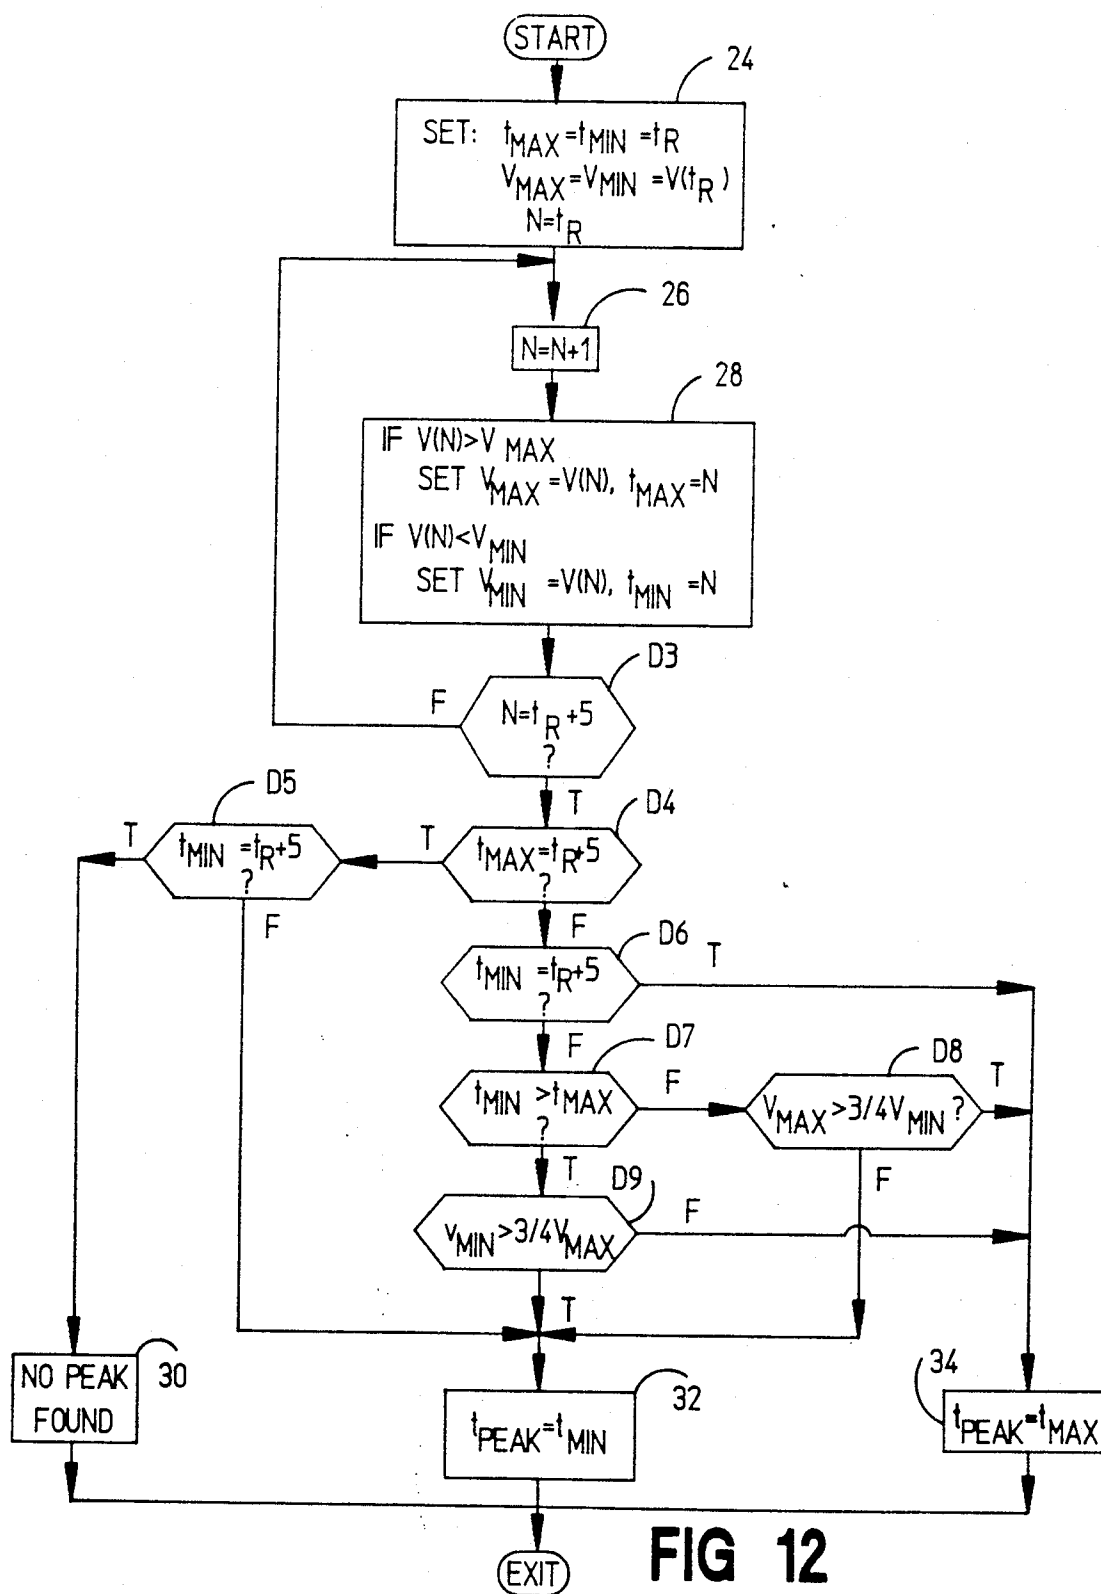 START
24
SET: tMAX=tMIN =tR
VMAX=VMIN =V(tR)
N=tR
26
N=N+1
28
IF V(N)>V MAX
SET VMAX=V(N), tMAX=N
IF V(N)<VMIN
SET VMIN =V(N), tMIN =N
D3
F
N=tR+5
?
T
D5
D4
T
tMIN =tR+5
?
T
tMAX=tR+5
?
F
F
D6
tMIN =tR+5
?
T
F
D7
D8
tMIN >tMAX
?
F
VMAX>3/4VMIN ?
T
T
D9
F
VMIN>3/4VMAX
F
T
NO PEAK
FOUND
30
32
tPEAK=tMIN
34
tPEAK=tMAX
EXIT
FIG 12